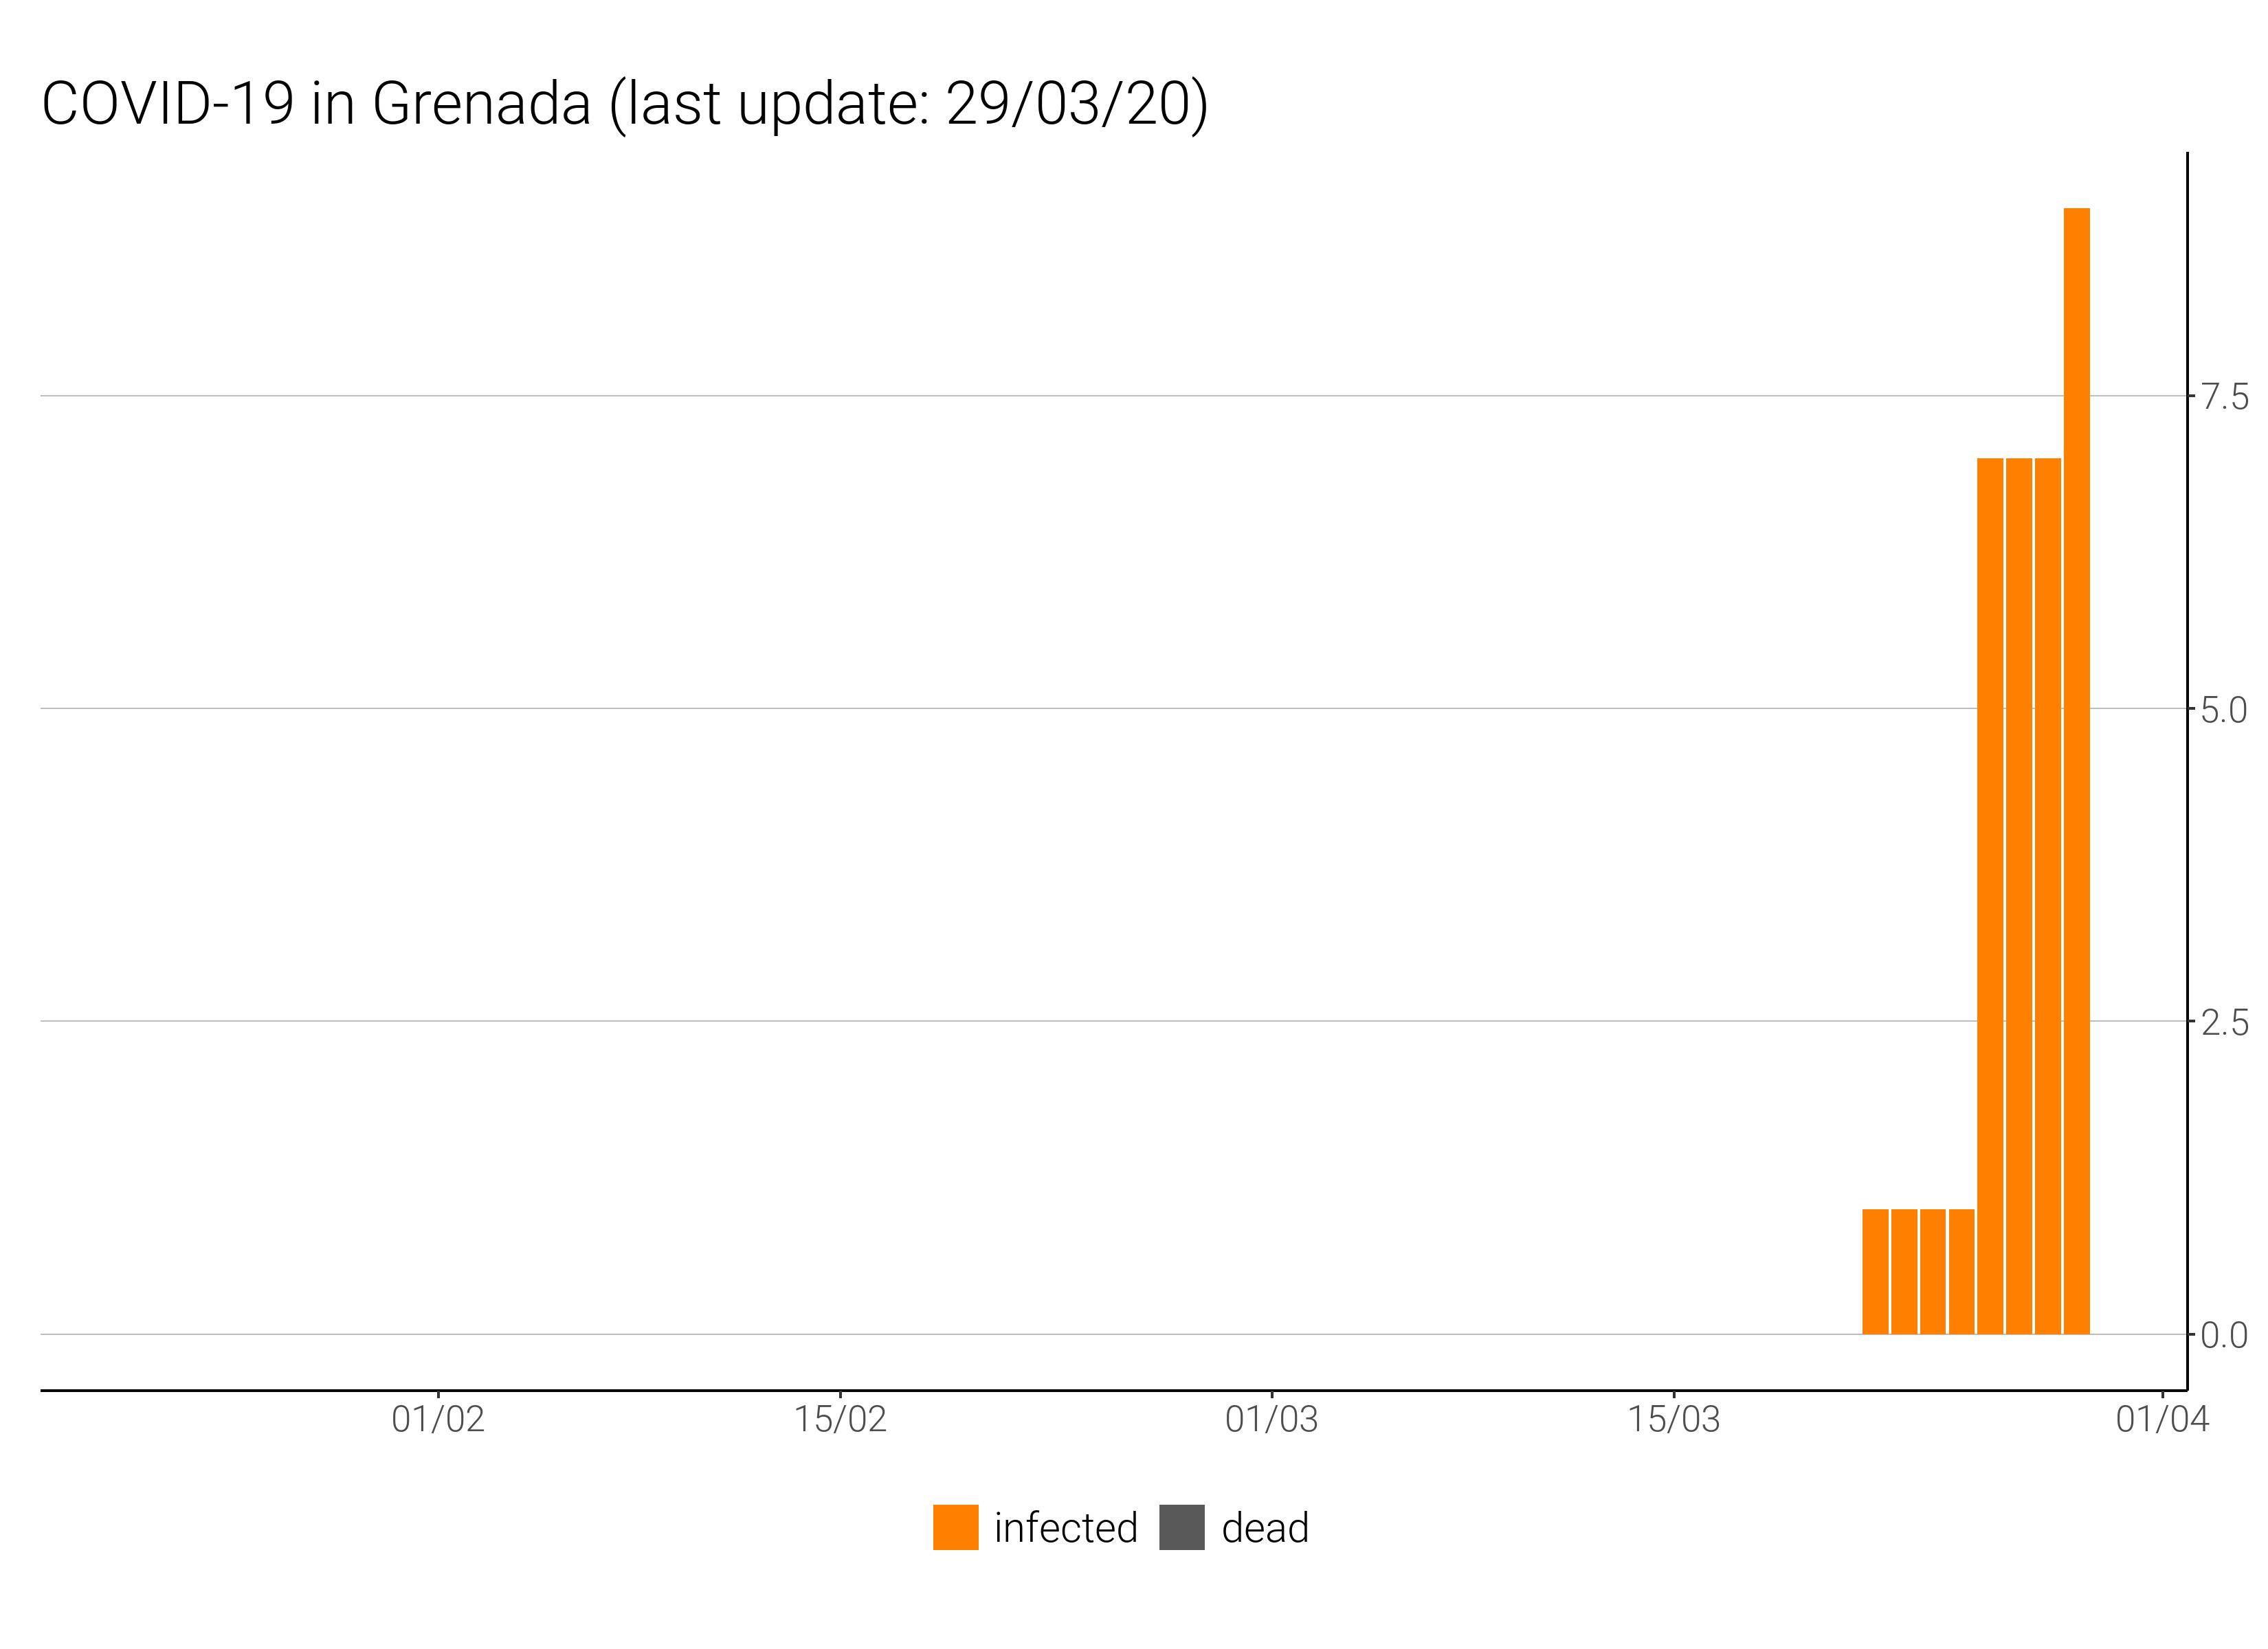 COVID-19 in Grenada (last update: 29/03/20)
7.5
5.0
2.5
0.0
01/02 15/02 01/03 15/03 01/04
infected dead